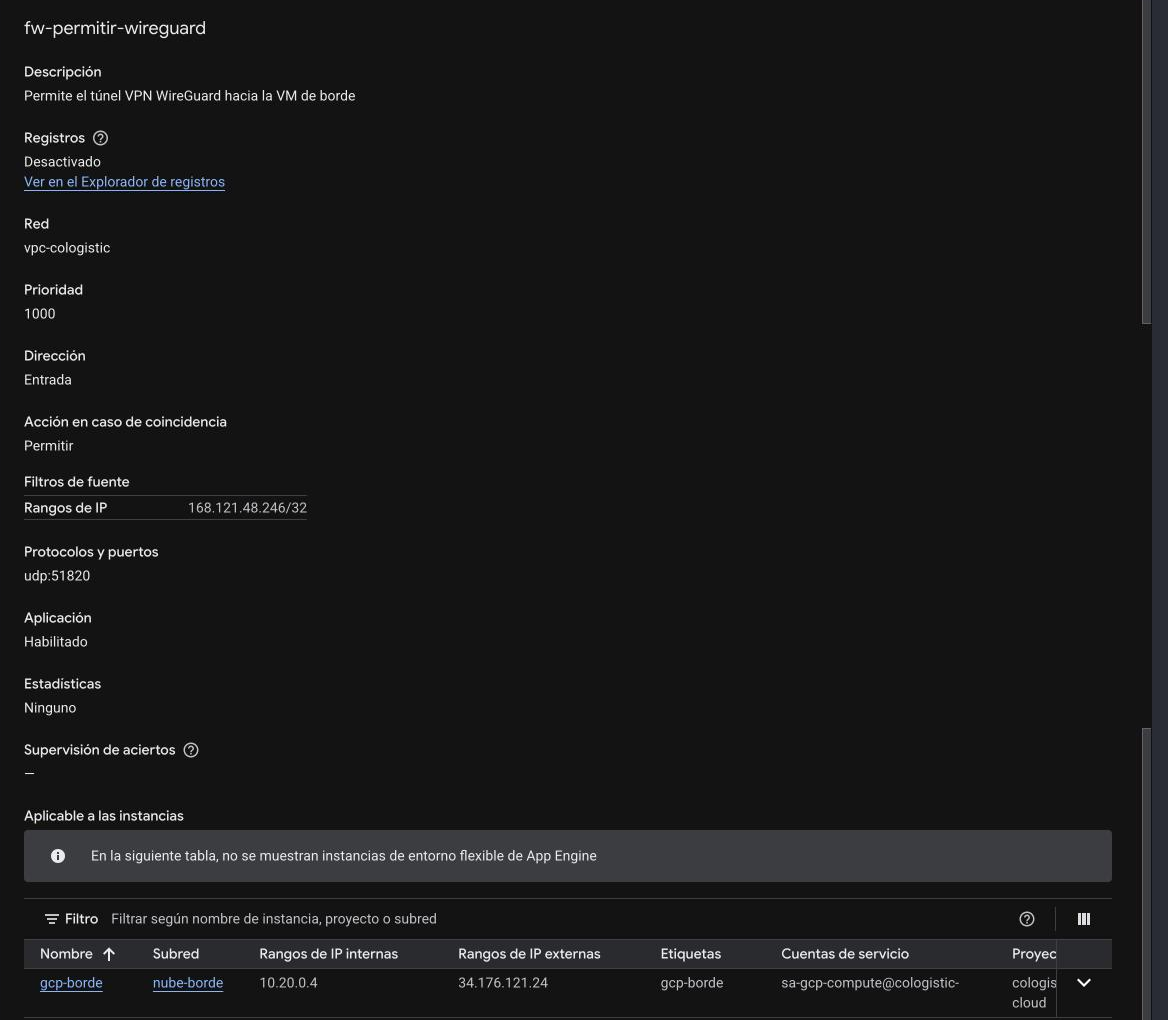 fw-permitir-wireguard
Descripción
Permite el túnel VPN WireGuard hacia la VM de borde
Registros
Desactivado
Ver en el Explorador de registros
Red
vpc-cologistic
Prioridad
1000
Dirección
Entrada
Acción en caso de coincidencia
Permitir
Filtros de fuente
Rangos de IP 168.121.48.246/32
Protocolos y puertos
udp:51820
Aplicación
Habilitado
Estadísticas
Ninguno
Supervisión de aciertos
—
Aplicable a las instancias
En la siguiente tabla, no se muestran instancias de entorno flexible de App Engine
Filtro Filtrar según nombre de instancia, proyecto o subred
Nombre Subred Rangos de IP internas Rangos de IP externas Etiquetas Cuentas de servicio Proyec
gcp-borde nube-borde 10.20.0.4 34.176.121.24 gcp-borde sa-gcp-compute@cologistic- cologis
cloud